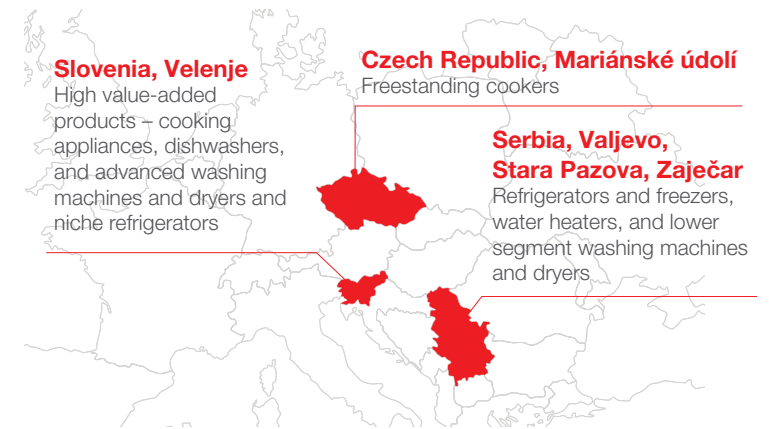 Slovenia, Velenje
High value-added
products – cooking
appliances, dishwashers,
and advanced washing
machines and dryers and
niche refrigerators
Czech Republic, Mariánské údolí
Freestanding cookers
Serbia, Valjevo,
Stara Pazova, Zaječar
Refrigerators and freezers,
water heaters, and lower
segment washing machines
and dryers